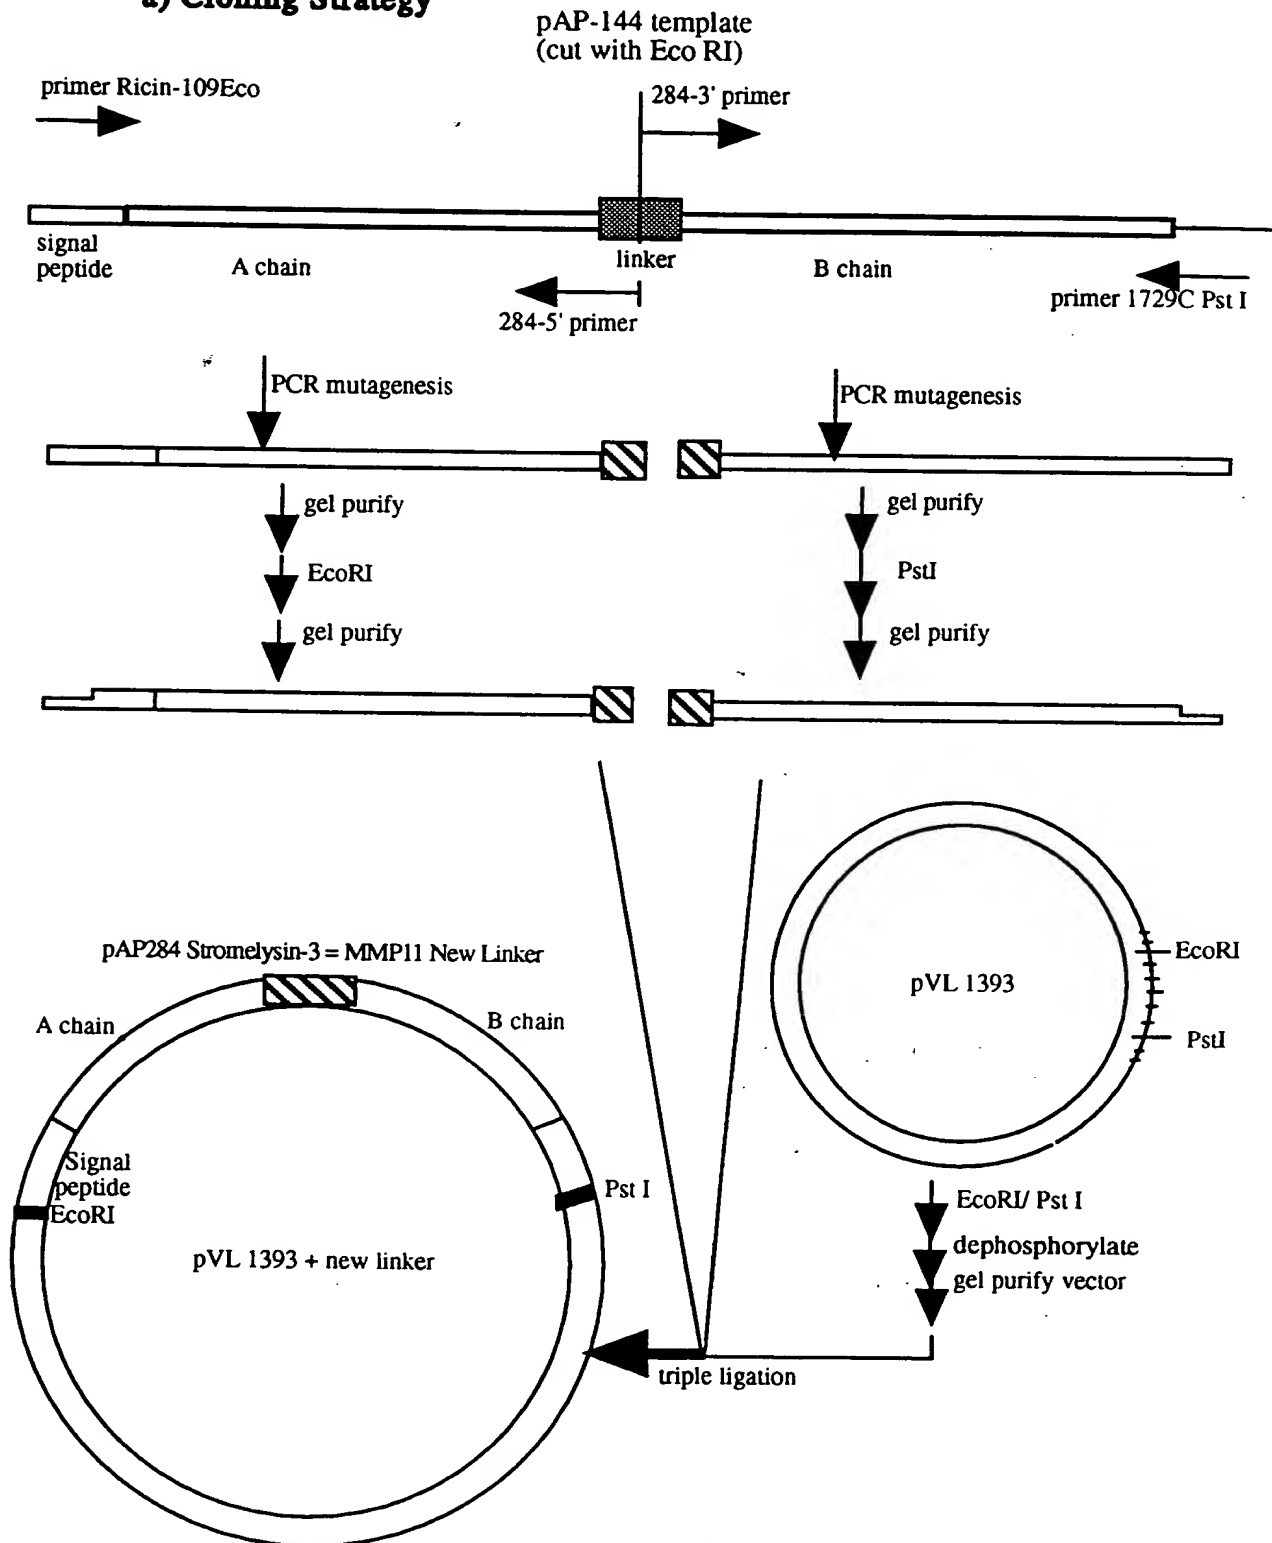 a) Cloning Strategy
pAP-144 template
(cut with Eco RI)
primer Ricin-109Eco
284-3' primer
signal
peptide
A chain
linker
B chain
284-5' primer
primer 1729C Pst I
PCR mutagenesis
PCR mutagenesis
gel purify
gel purify
EcoRI
PstI
gel purify
gel purify
pAP284 Stromelysin-3 = MMP11 New Linker
A chain
B chain
pVL 1393
EcoRI
PstI
Signal
peptide
EcoRI
Pst I
pVL 1393 + new linker
EcoRI/ Pst I
dephosphorylate
gel purify vector
triple ligation